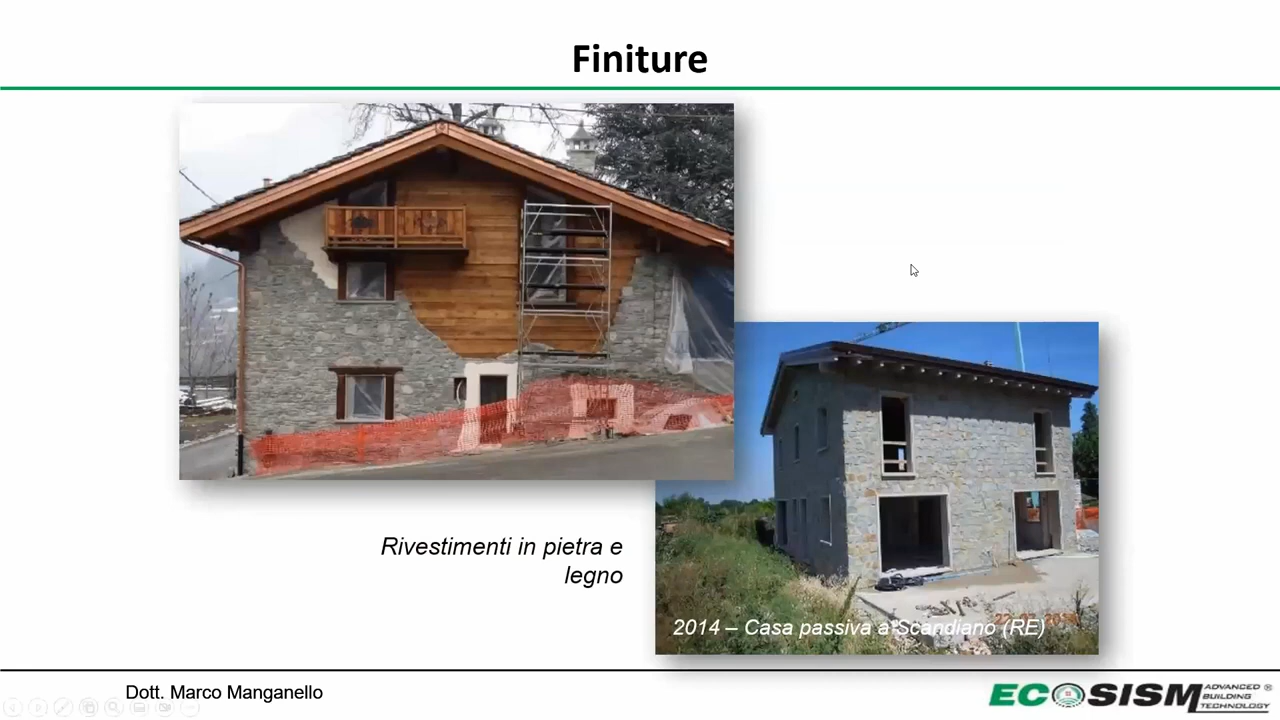 Finiture
Rivestimenti in pietra e
legno
2014 – Casa passiva a Scandiano (RE)
Dott. Marco Manganello
ECOSISM
ADVANCED ®
BUILDING
TECHNOLOGY